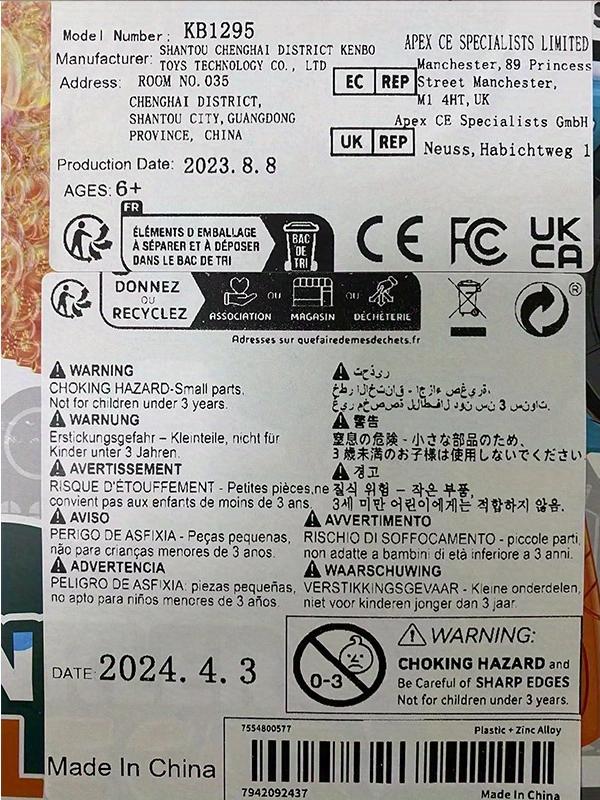 Model Number: KB1295
Manufacturer: SHANTOU CHENGHAI DISTRICT KENBO
TOYS TECHNOLOGY CO., LTD
Address: ROOM NO.035
CHENGHAI DISTRICT,
SHANTOU CITY,GUANGDONG
PROVINCE, CHINA
Production Date: 2023.8.8
AGES: 6+
APEX CE SPECIALISTS LIMITED
EC REP
Manchester, 89 Princess
Street Manchester,
M1 4HT, UK
Apex CE Specialists GmbH
UK REP
Neuss, Habichtweg 1
FR
ÉLÉMENTS D EMBALLAGE
À SÉPARER ET À DÉPOSER
DANS LE BAC DE TRI
BAC
DE
TRI
CE FC UK
CA
DONNEZ
OU
RECYCLEZ
ASSOCIATION OU MAGASIN OU DÉCHÈTERIE
Adresses sur quefairedemesdechets.fr
®
WARNING
CHOKING HAZARD-Small parts.
Not for children under 3 years.
WARNUNG
Erstickungsgefahr – Kleinteile, nicht für
Kinder unter 3 Jahren.
AVERTISSEMENT
RISQUE D'ÉTOUFFEMENT - Petites pièces,ne
convient pas aux enfants de moins de 3 ans.
AVISO
PERIGO DE ASFIXIA - Peças pequenas,
não para crianças menores de 3 anos.
ADVERTENCIA
PELIGRO DE ASFIXIA: piezas pequeñas,
no apto para niños menores de 3 años.
تحذير
خطر الاختناق - اجزاء صغيرة.
غير مخصصة للاطفال دون سن 3 سنوات.
警告
窒息の危険 - 小さな部品のため、
3 歳未満のお子様は使用しないでください
경고
질식 위험 – 작은 부품,
3세 미만 어린이에게는 적합하지 않음.
AVVERTIMENTO
RISCHIO DI SOFFOCAMENTO - piccole parti,
non adatte a bambini di età inferiore a 3 anni.
WAARSCHUWING
VERSTIKKINGSGEVAAR - Kleine onderdelen,
niet voor kinderen jonger dan 3 jaar.
DATE: 2024.4.3
0-3
WARNING:
CHOKING HAZARD and
Be Careful of SHARP EDGES
Not for children under 3 years.
Made In China
7554800577 Plastic + Zinc Alloy
7942092437 Made In China